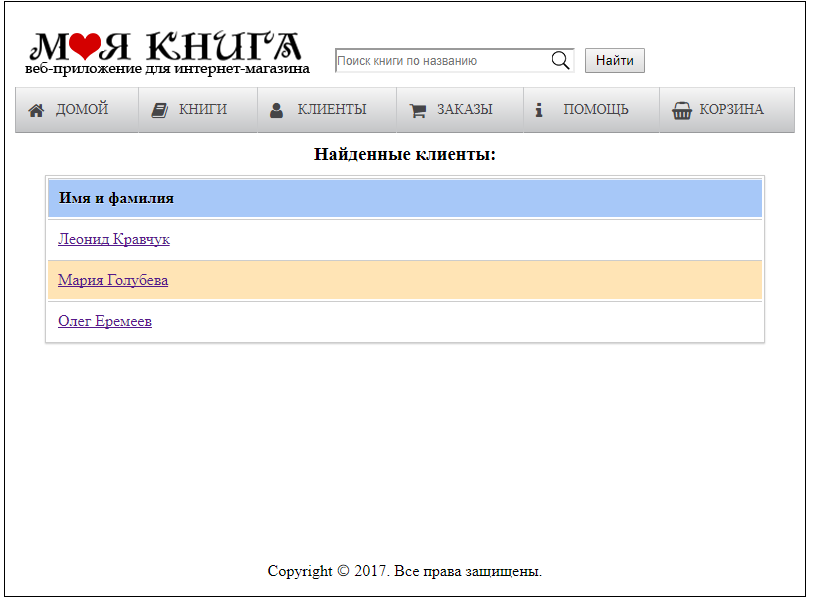 МОЯ КНИГА
веб-приложение для интернет-магазина
Поиск книги по названию
Найти
ДОМОЙ КНИГИ КЛИЕНТЫ ЗАКАЗЫ ПОМОЩЬ КОРЗИНА
Найденные клиенты:
Имя и фамилия
Леонид Кравчук
Мария Голубева
Олег Еремеев
Copyright © 2017. Все права защищены.